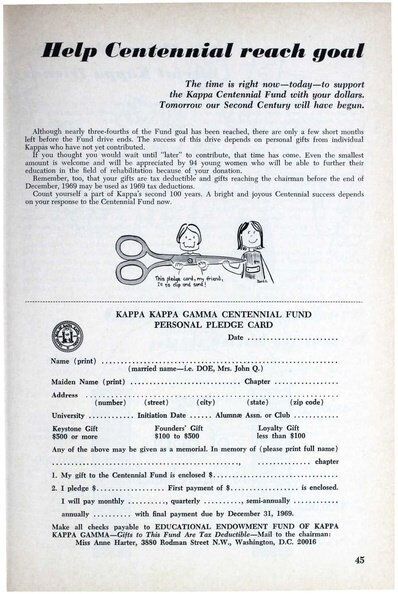 Help Centennial reach goal
The time is right now—today—to support
the Kappa Centennial Fund with your dollars.
Tomorrow our Second Century will have begun.
Although nearly three-fourths of the Fund goal has been reached, there are only a few short months
left before the Fund drive ends. The success of this drive depends on personal gifts from individual
Kappas who have not yet contributed.
If you thought you would wait until "later" to contribute, that time has come. Even the smallest
amount is welcome and will be appreciated by 94 young women who will be able to further their
education in the field of rehabilitation because of your donation.
Remember, too, that your gifts are tax deductible and gifts reaching the chairman before the end of
December, 1969 may be used as 1969 tax deductions.
Count yourself a part of Kappa's second 100 years. A bright and joyous Centennial success depends
on your response to the Centennial Fund now.
This pledge card, my friend,
Is to clip and send!
KAPPA KAPPA GAMMA CENTENNIAL FUND
PERSONAL PLEDGE CARD
Date ........................
Name (print) ........................
(married name—i.e. DOE, Mrs. John Q.)
Maiden Name (print) ........................ Chapter ................
Address ........................
(number) (street) (city) (state) (zip code)
University ............ Initiation Date ...... Alumnæ Assn. or Club ............
Keystone Gift Founders' Gift Loyalty Gift
$500 or more $100 to $500 less than $100
Any of the above may be given as a memorial. In memory of (please print full name)
................................................, ................ chapter
1. My gift to the Centennial Fund is enclosed $................................
2. I pledge $.................. First payment of $.................. is enclosed.
I will pay monthly .........., quarterly .........., semi-annually ............
annually .......... with final payment due by December 31, 1969.
Make all checks payable to EDUCATIONAL ENDOWMENT FUND OF KAPPA
KAPPA GAMMA—Gifts to This Fund Are Tax Deductible—Mail to the chairman:
Miss Anne Harter, 3880 Rodman Street N.W., Washington, D.C. 20016
45